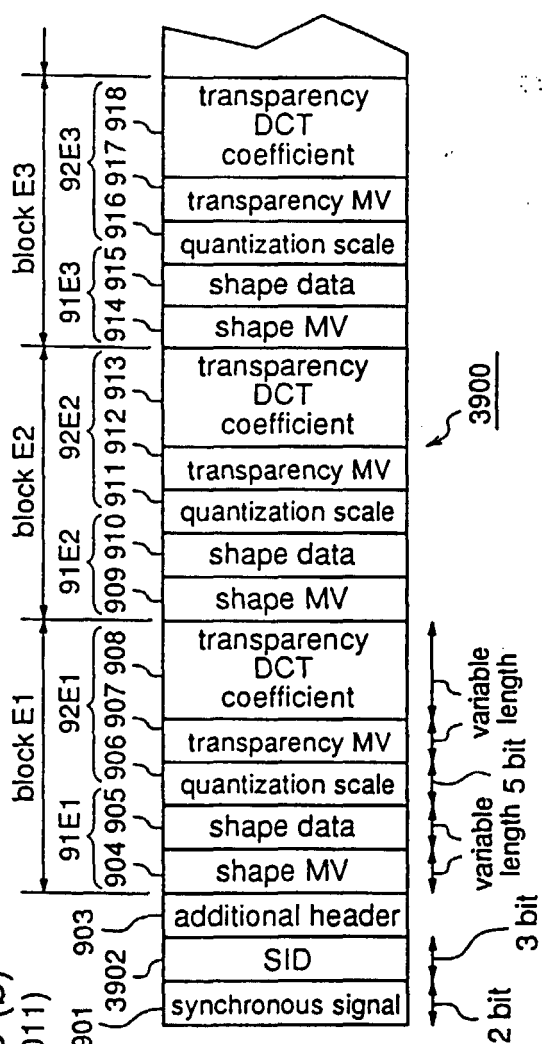 (b)
011)
block E1
block E2
block E3
91E1
92E1
91E2
92E2
91E3
92E3
901
3902
903
904
905
906
907
908
909
910
911
912
913
914
915
916
917
918
synchronous signal
SID
additional header
shape MV
shape data
quantization scale
transparency MV
transparency
DCT
coefficient
shape MV
shape data
quantization scale
transparency MV
transparency
DCT
coefficient
shape MV
shape data
quantization scale
transparency MV
transparency
DCT
coefficient
2 bit
3 bit
variable
length
5 bit
variable
length
3900